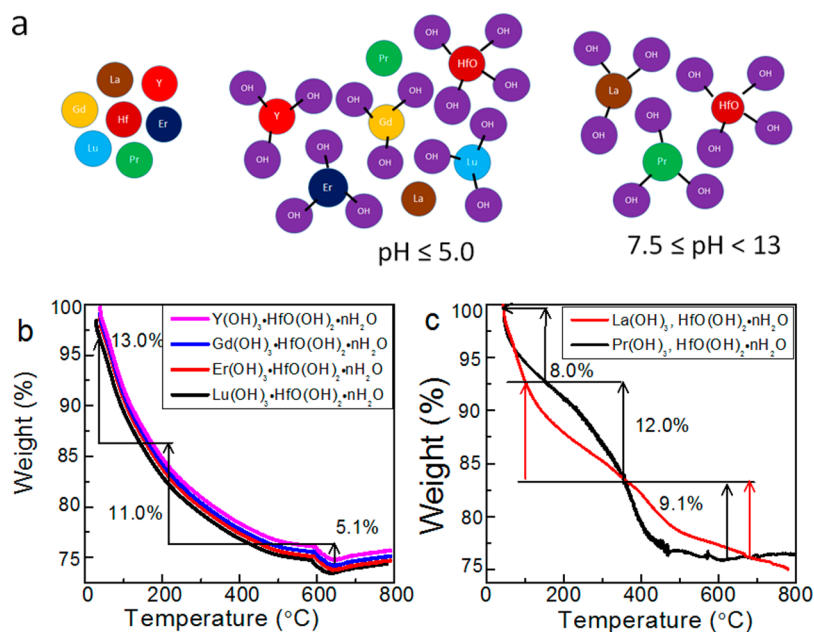 a
La
Y
Gd
Hf
Er
Lu
Pr
OH
OH
Y
OH
Pr
OH
OH
Gd
OH
OH
OH
HfO
OH
OH
OH
OH
Er
OH
OH
OH
OH
Lu
OH
La
pH ≤ 5.0
OH
OH
La
OH
OH
OH
HfO
OH
OH
OH
Pr
OH
OH
7.5 ≤ pH < 13
b
100
95
90
85
80
75
Weight (%)
13.0%
11.0%
5.1%
Y(OH)3•HfO(OH)2•nH2O
Gd(OH)3•HfO(OH)2•nH2O
Er(OH)3•HfO(OH)2•nH2O
Lu(OH)3•HfO(OH)2•nH2O
0 200 400 600 800
Temperature (°C)
c
100
95
90
85
80
75
Weight (%)
La(OH)3, HfO(OH)2•nH2O
Pr(OH)3, HfO(OH)2•nH2O
8.0%
12.0%
9.1%
0 200 400 600 800
Temperature (°C)